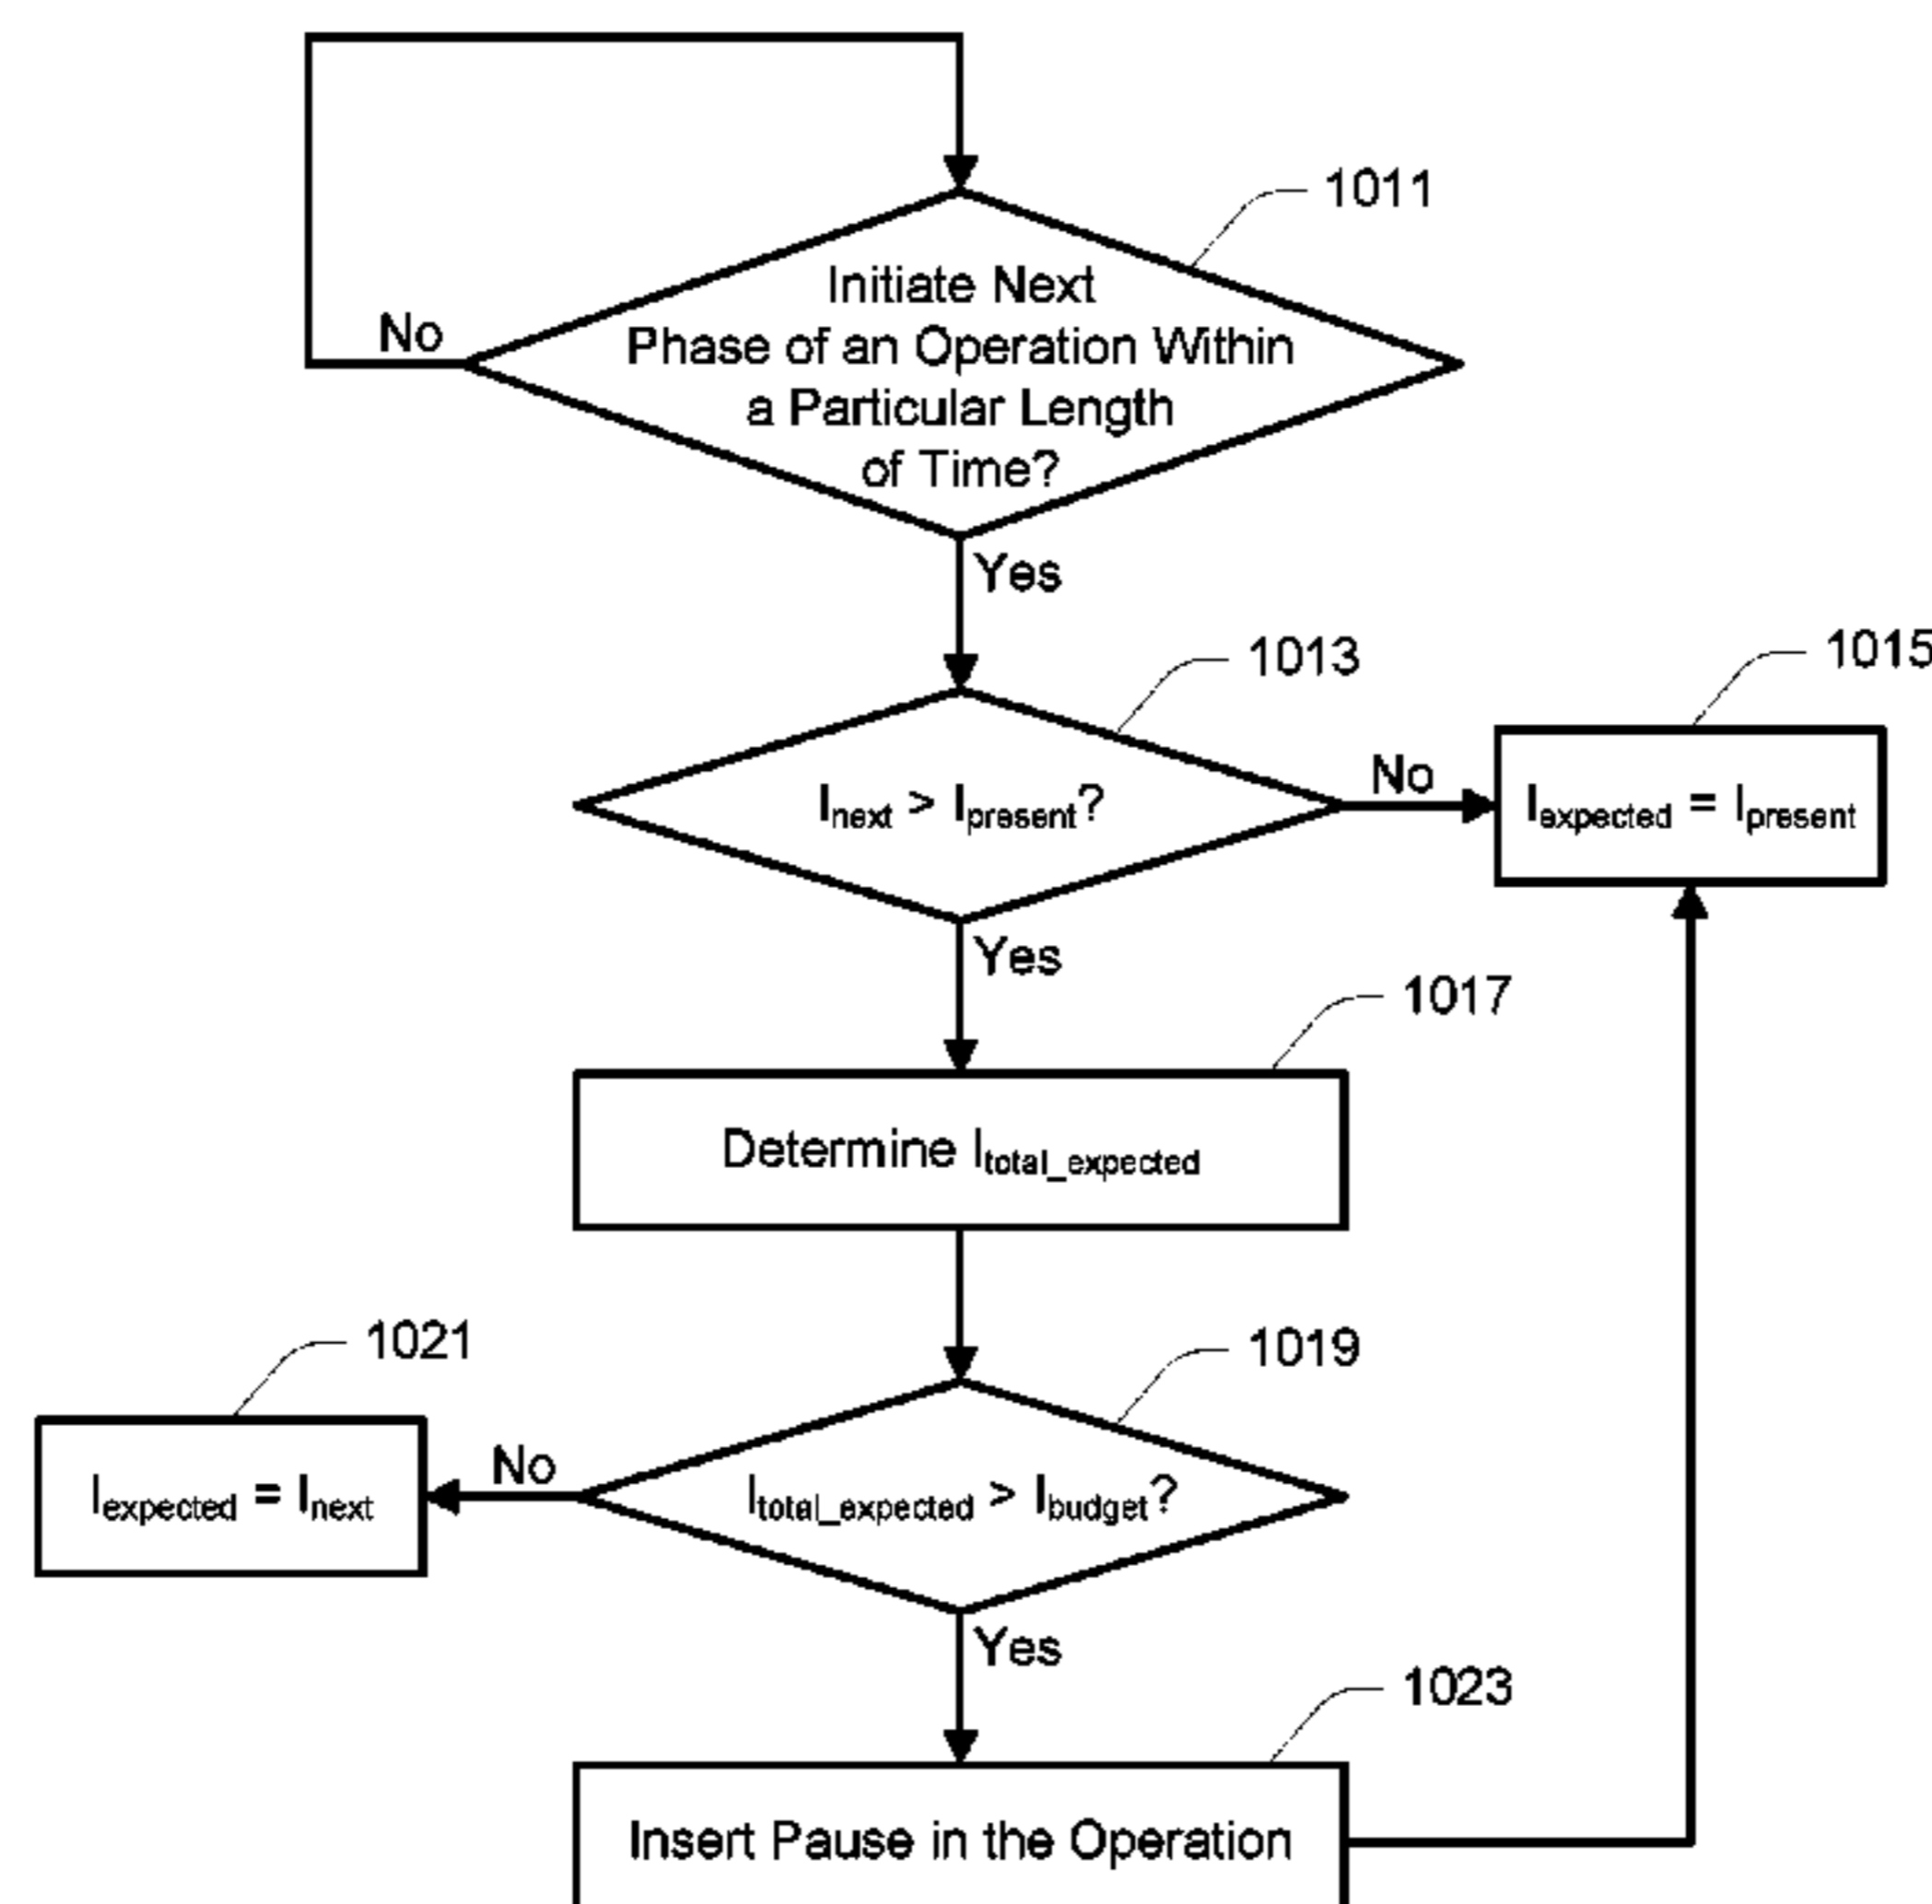 1011
Initiate Next
Phase of an Operation Within
a Particular Length
of Time?
No
Yes
1013
1015
Inext > Ipresent?
No
Iexpected = Ipresent
Yes
1017
Determine Itotal_expected
1021
1019
Iexpected = Inext
No
Itotal_expected > Ibudget?
Yes
1023
Insert Pause in the Operation